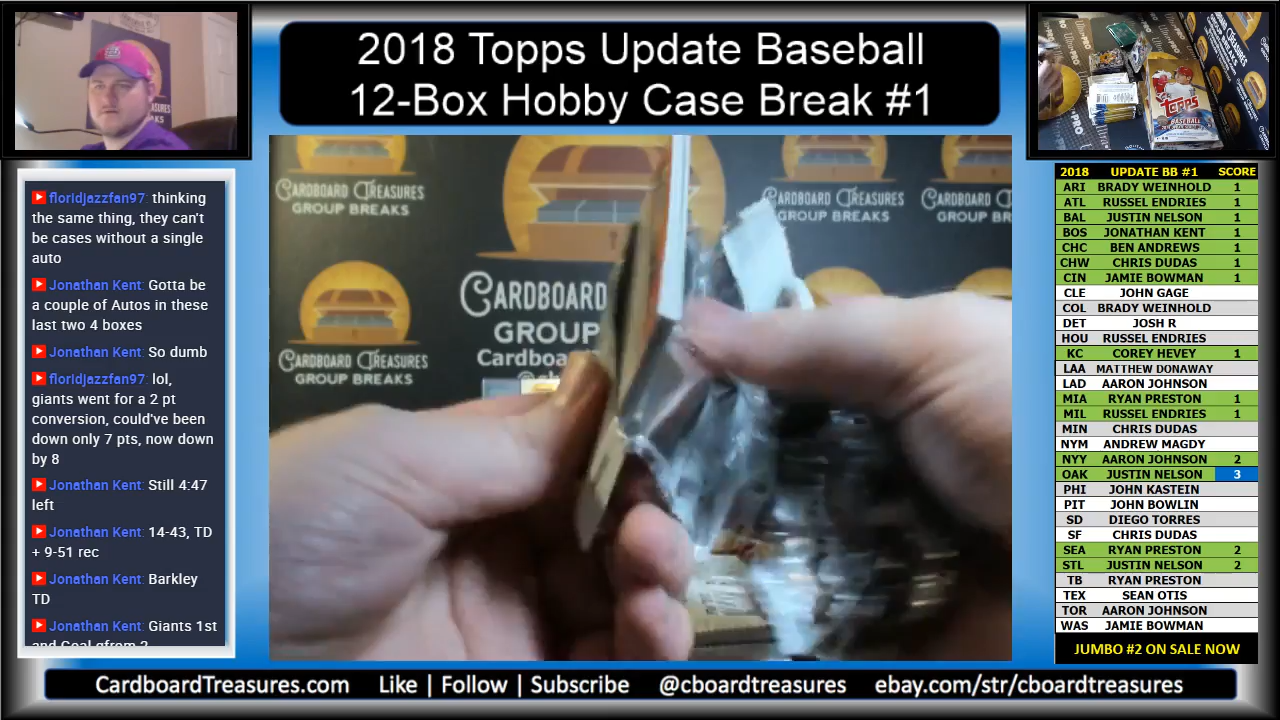 2018 Topps Update Baseball
12-Box Hobby Case Break #1
floridjazzfan97: thinking
the same thing, they can't
be cases without a single
auto
Jonathan Kent: Gotta be
a couple of Autos in these
last two 4 boxes
Jonathan Kent: So dumb
floridjazzfan97: lol,
giants went for a 2 pt
conversion, could've been
down only 7 pts, now down
by 8
Jonathan Kent: Still 4:47
left
Jonathan Kent: 14-43, TD
+ 9-51 rec
Jonathan Kent: Barkley
TD
Jonathan Kent: Giants 1st
and Goal gfrom 2
CARDBOARD TREASURES
GROUP BREAKS
CARDBOARD TREASURES
GROUP BREAKS
CARDBOARD
GROUP
Cardboa
CARDBOARD TREASURES
GROUP BREAKS
TOPPS
BASEBALL
2018 UPDATE BB #1 SCORE
ARI BRADY WEINHOLD 1
ATL RUSSEL ENDRIES 1
BAL JUSTIN NELSON 1
BOS JONATHAN KENT 1
CHC BEN ANDREWS 1
CHW CHRIS DUDAS 1
CIN JAMIE BOWMAN 1
CLE JOHN GAGE
COL BRADY WEINHOLD
DET JOSH R
HOU RUSSEL ENDRIES
KC COREY HEVEY 1
LAA MATTHEW DONAWAY
LAD AARON JOHNSON
MIA RYAN PRESTON 1
MIL RUSSEL ENDRIES 1
MIN CHRIS DUDAS
NYM ANDREW MAGDY
NYY AARON JOHNSON 2
OAK JUSTIN NELSON 3
PHI JOHN KASTEIN
PIT JOHN BOWLIN
SD DIEGO TORRES
SF CHRIS DUDAS
SEA RYAN PRESTON 2
STL JUSTIN NELSON 2
TB RYAN PRESTON
TEX SEAN OTIS
TOR AARON JOHNSON
WAS JAMIE BOWMAN
JUMBO #2 ON SALE NOW
CardboardTreasures.com Like | Follow | Subscribe @cboardtreasures ebay.com/str/cboardtreasures